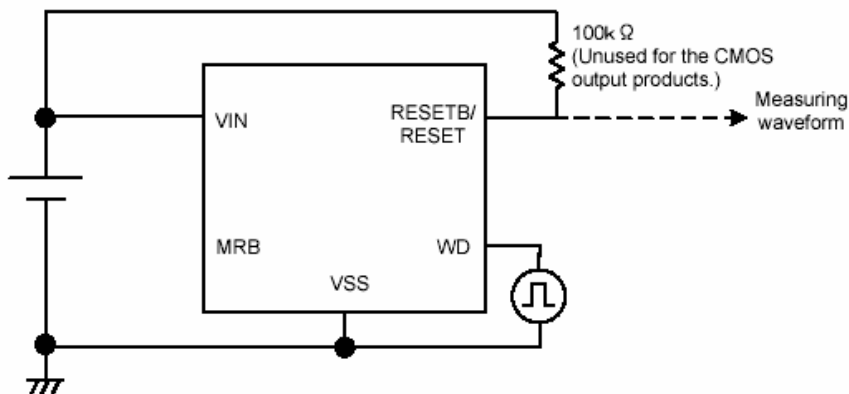 100k Ω
(Unused for the CMOS
output products.)
Measuring
waveform
VIN
RESETB/
RESET
MRB
WD
VSS